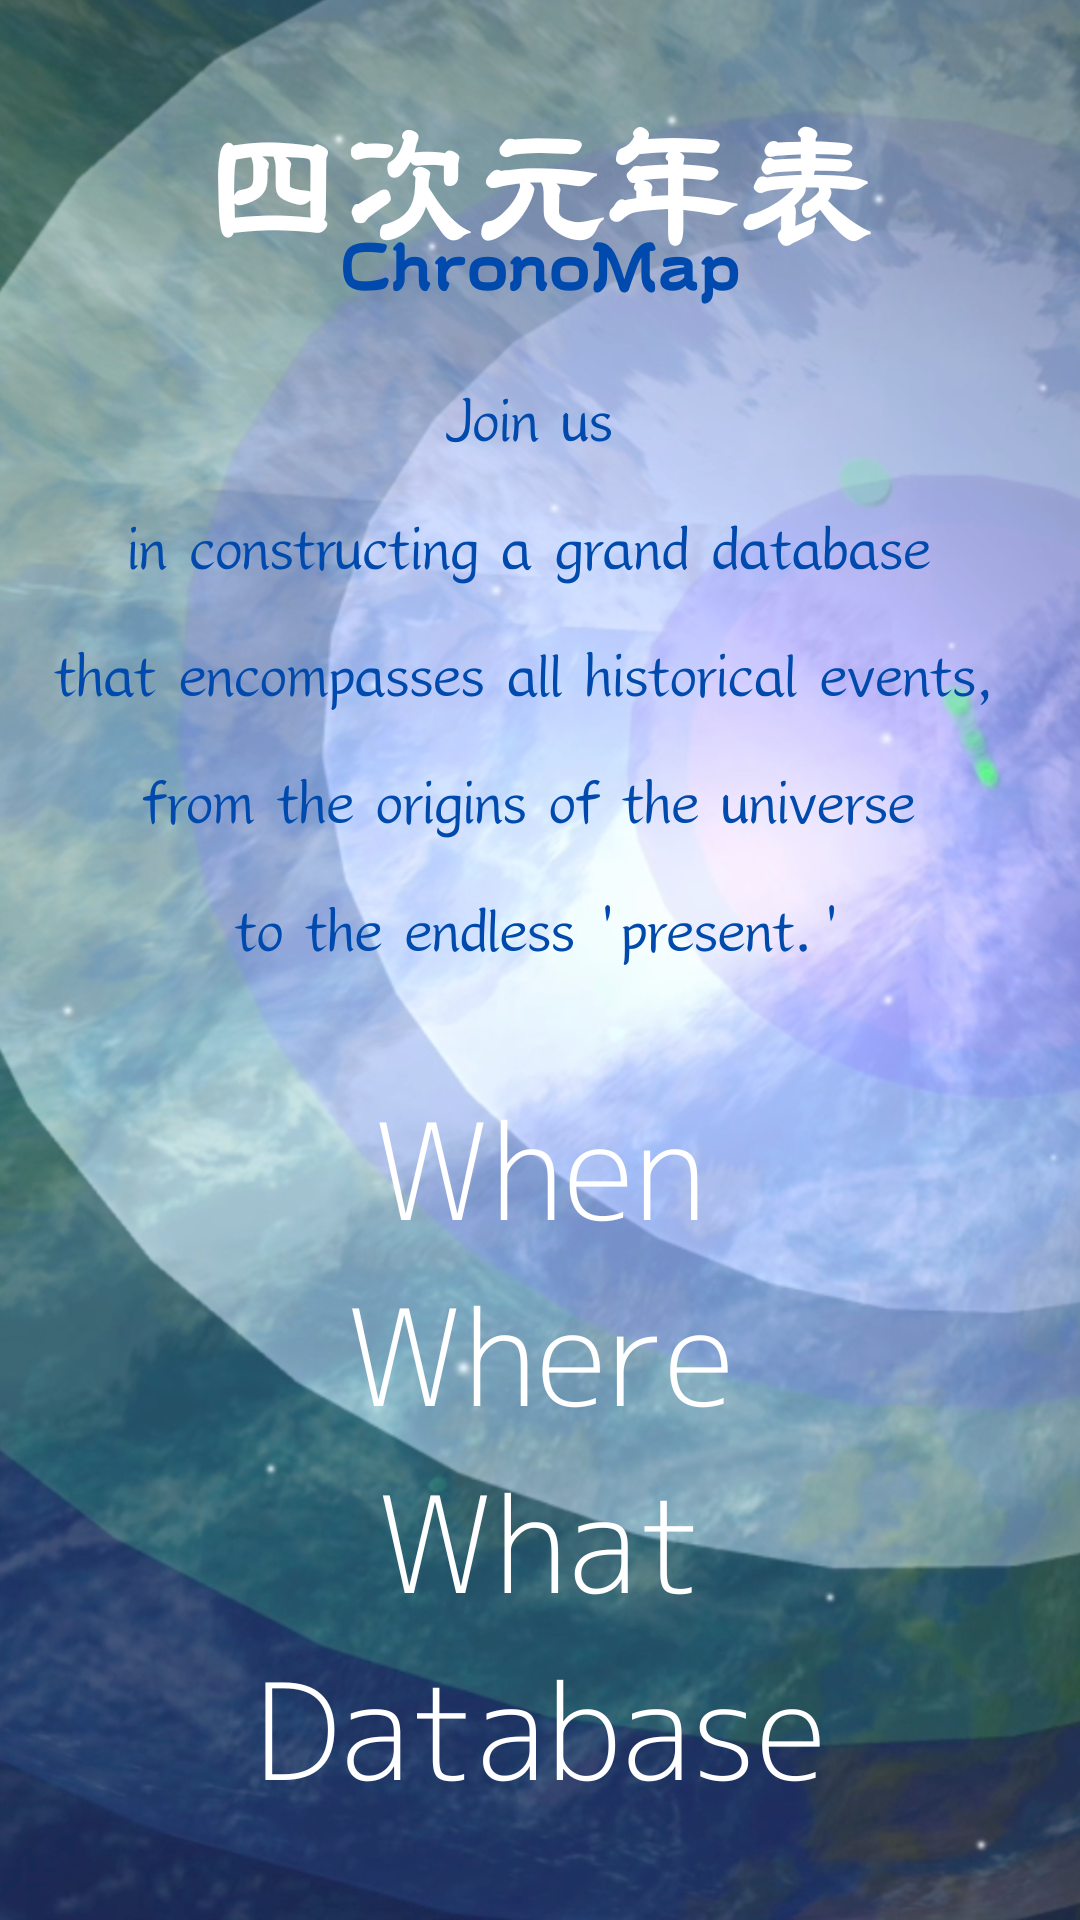 四次元年表
ChronoMap
Join us
in constructing a grand database
that encompasses all historical events,
from the origins of the universe
to the endless 'present.'
When
Where
What
Database